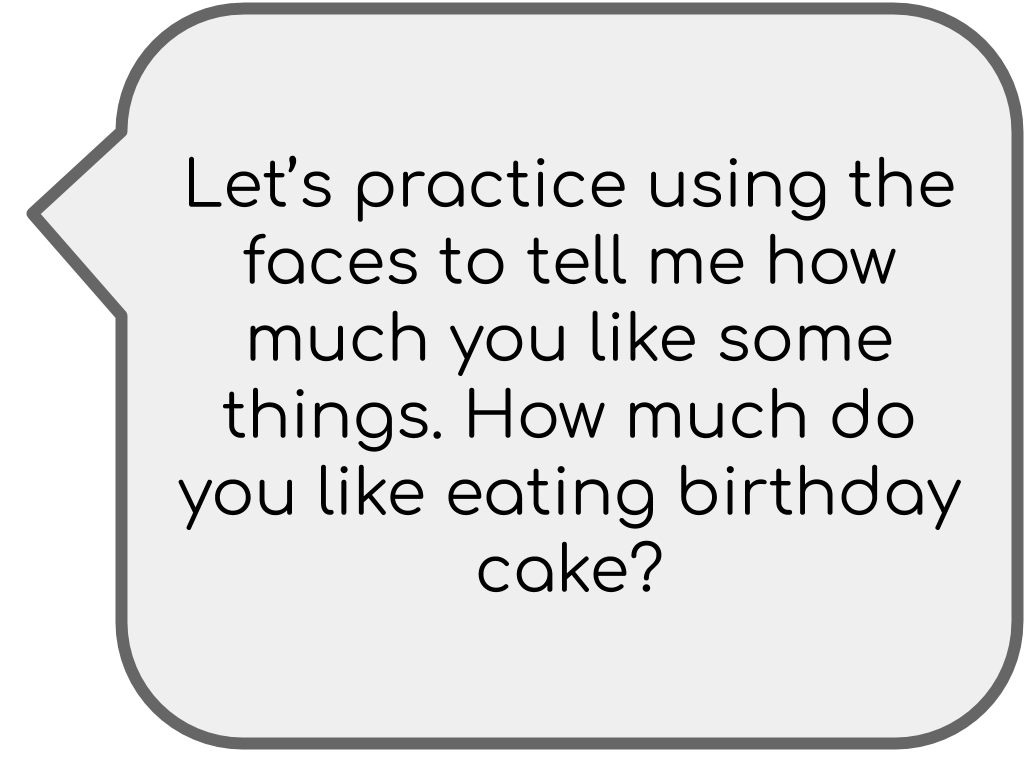 Let’s practice using the
faces to tell me how
much you like some
things. How much do
you like eating birthday
cake?